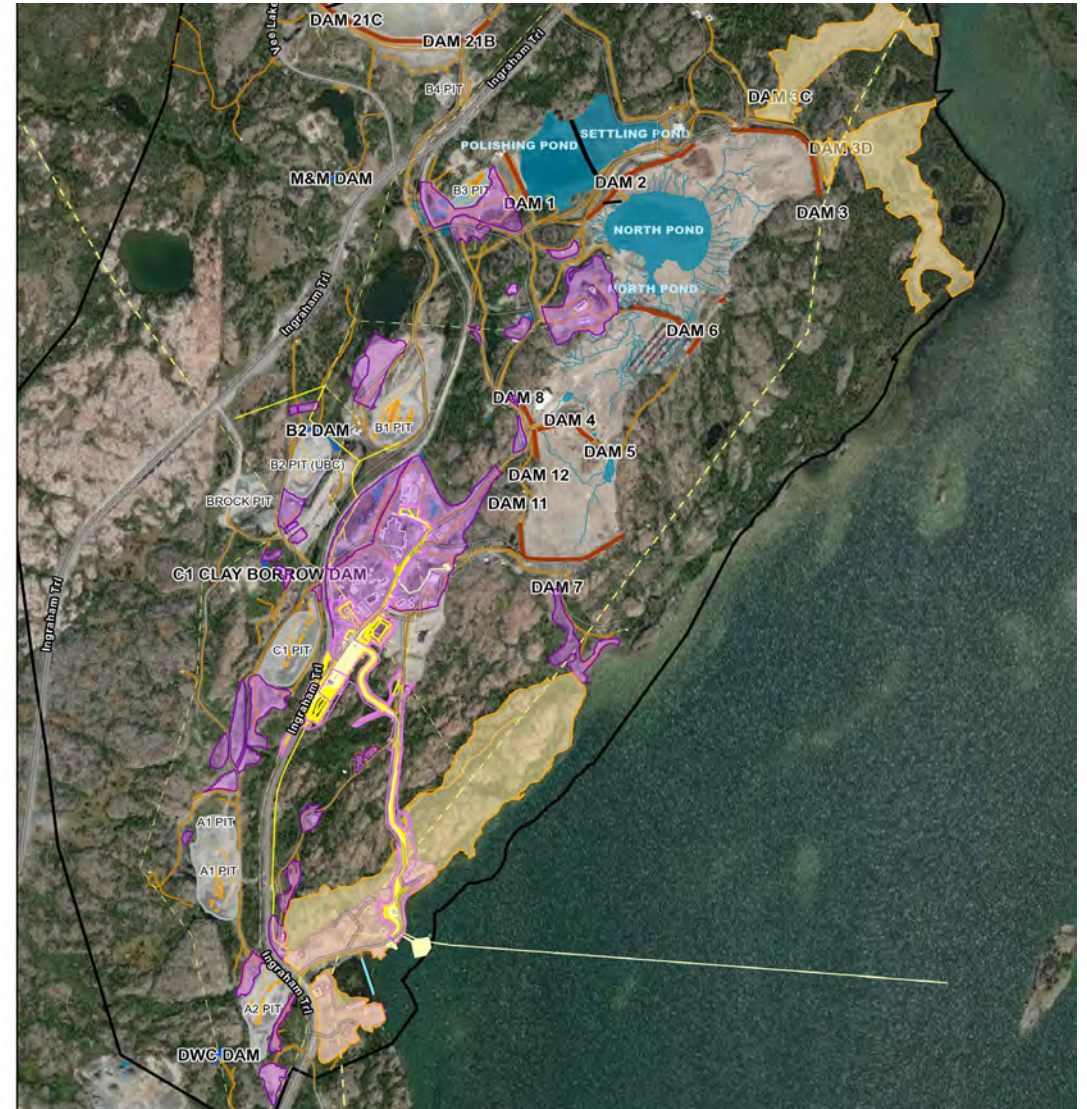 DAM 21C
Vee Lake
DAM 21B
Ingraham Trl
B4 PIT
DAM 3C
SETTLING POND
POLISHING POND
DAM 3D
M&M DAM
B3 PIT
DAM 2
DAM 1
DAM 3
NORTH POND
NORTH POND
Ingraham Trl
DAM 6
DAM 8
DAM 4
B1 PIT
B2 DAM
DAM 5
B2 PIT (UBC)
DAM 12
BROCK PIT
DAM 11
C1 CLAY BORROW DAM
DAM 7
Ingraham Trl
C1 PIT
Ingraham Trl
A1 PIT
A1 PIT
Ingraham Trl
A2 PIT
DWC DAM